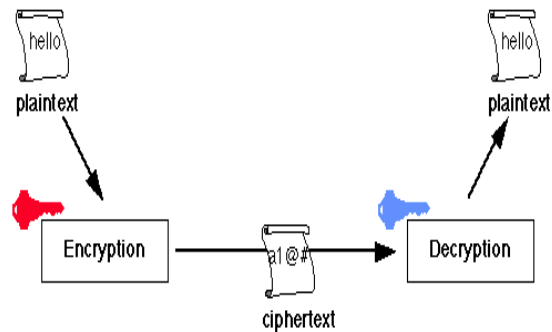 hello
plaintext
hello
plaintext
Encryption
a1@#
Decryption
ciphertext